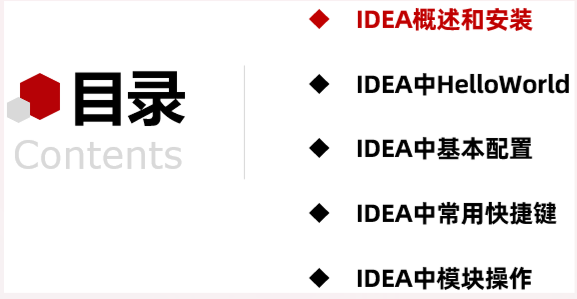 目录
Contents
IDEA概述和安装
IDEA中HelloWorld
IDEA中基本配置
IDEA中常用快捷键
IDEA中模块操作